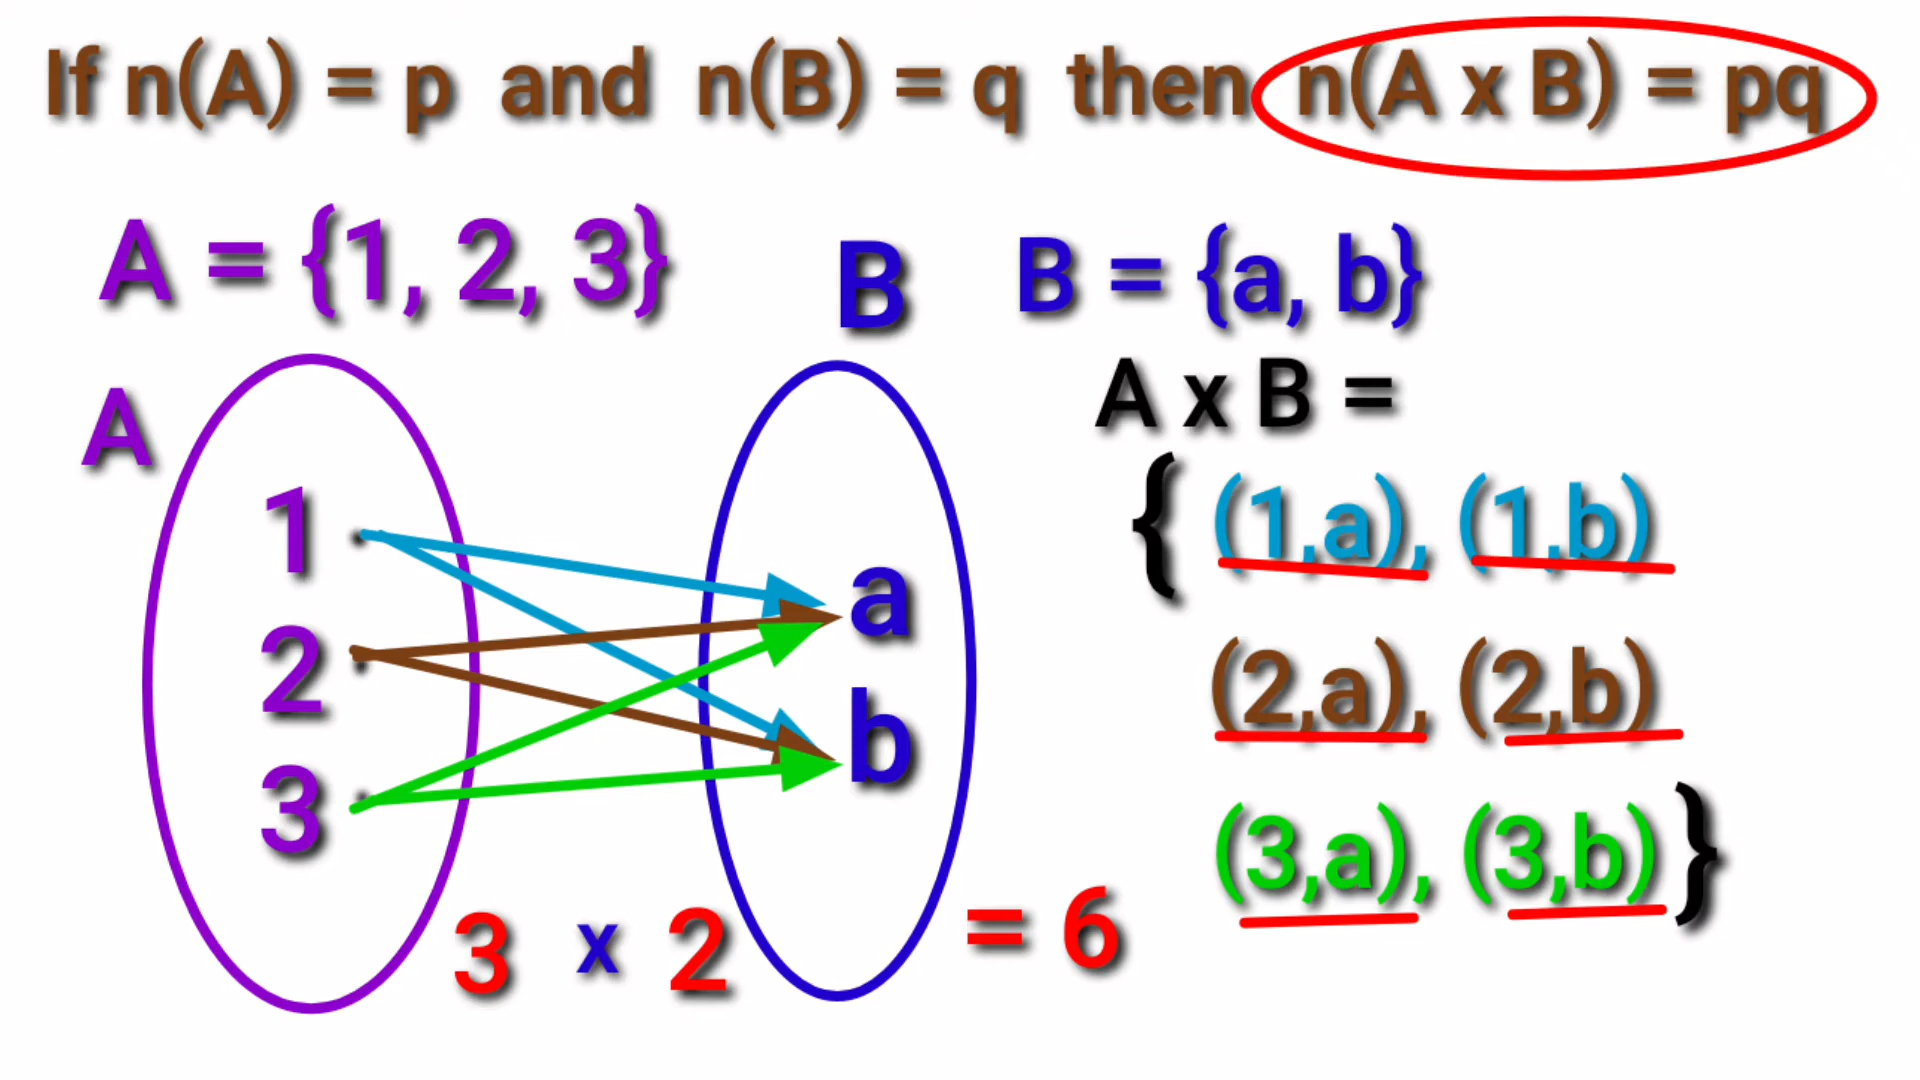 If n(A) = p and n(B) = q then n(A x B) = pq
A = {1, 2, 3}
B
B = {a, b}
A x B =
A
1
2
3
a
b
{ (1,a), (1,b)
(2,a), (2,b)
(3,a), (3,b) }
3 x 2 = 6